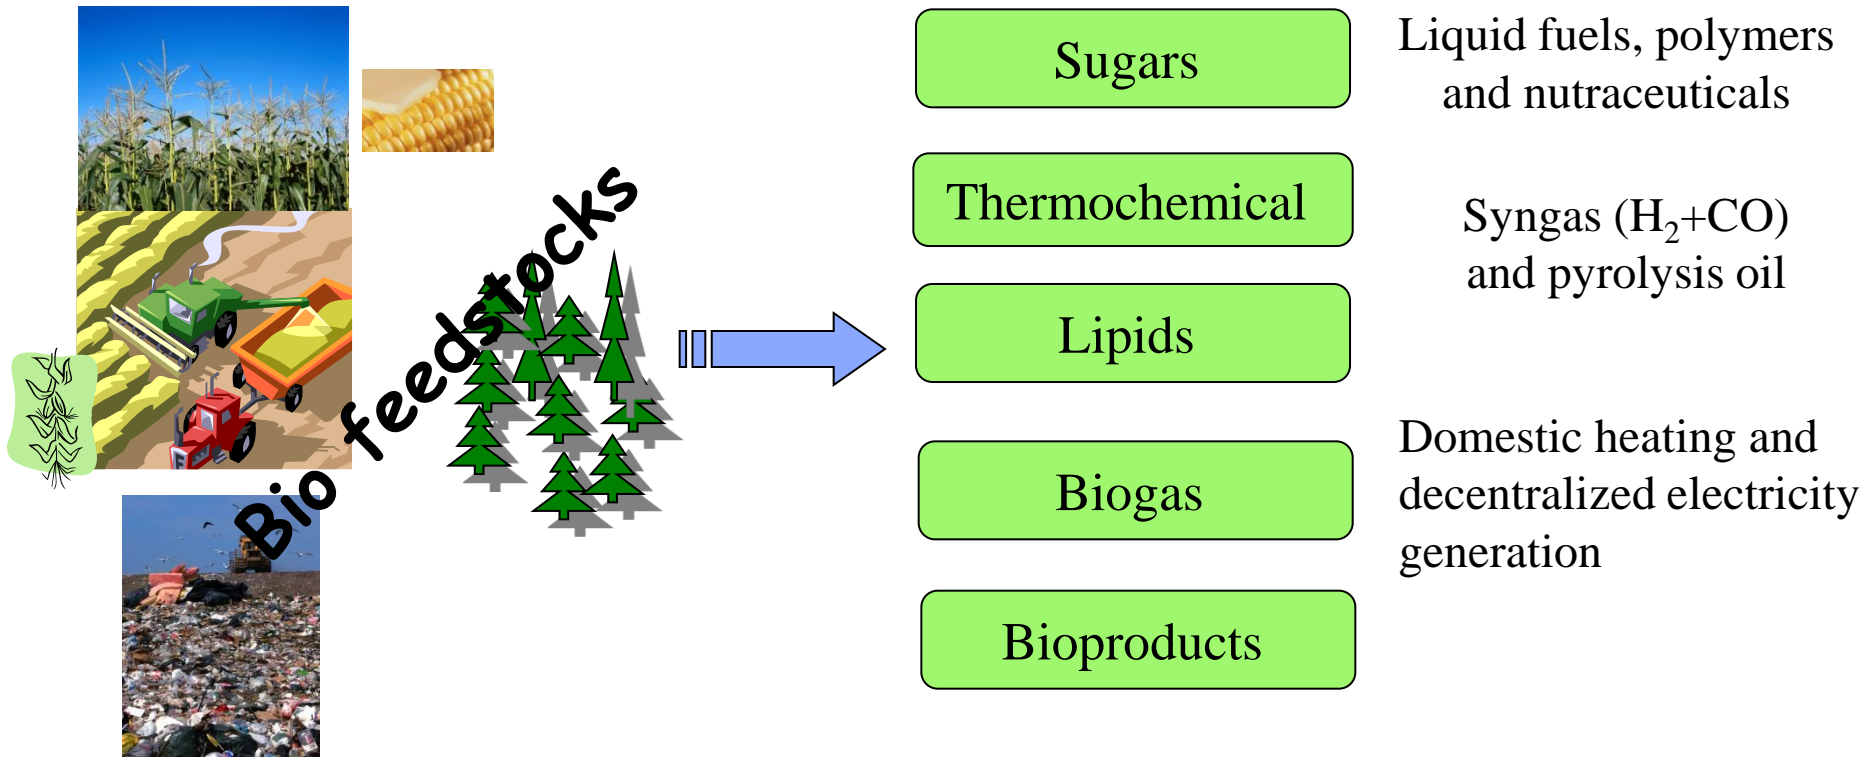 Bio feedstocks
Sugars
Liquid fuels, polymers
and nutraceuticals
Thermochemical
Syngas (H₂+CO)
and pyrolysis oil
Lipids
Biogas
Domestic heating and
decentralized electricity
generation
Bioproducts